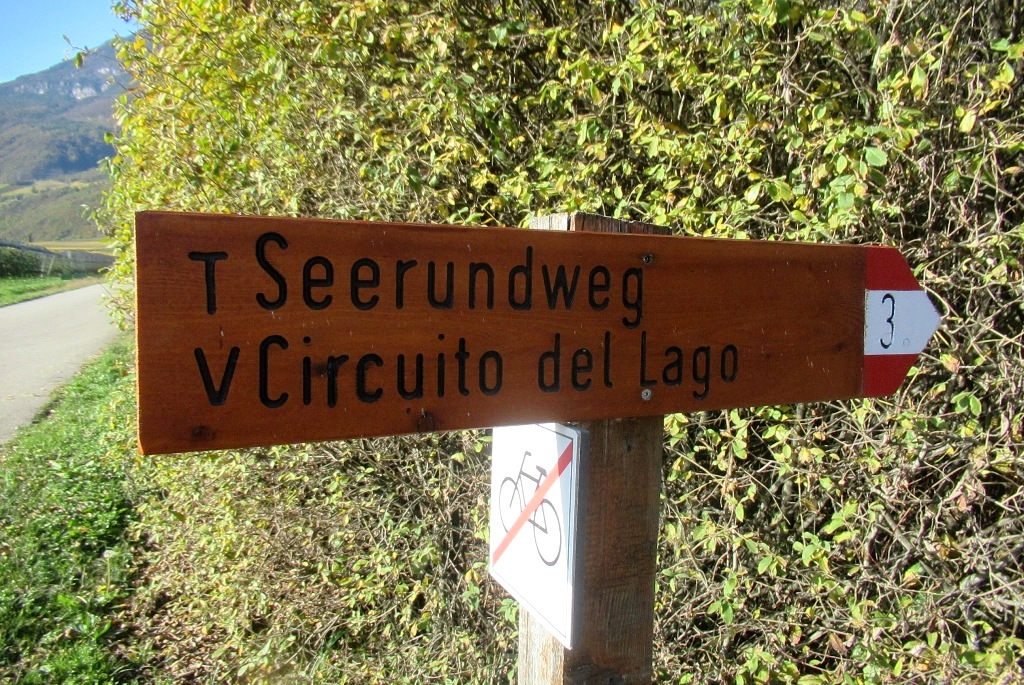 T Seerundweg
V Circuito del Lago
3